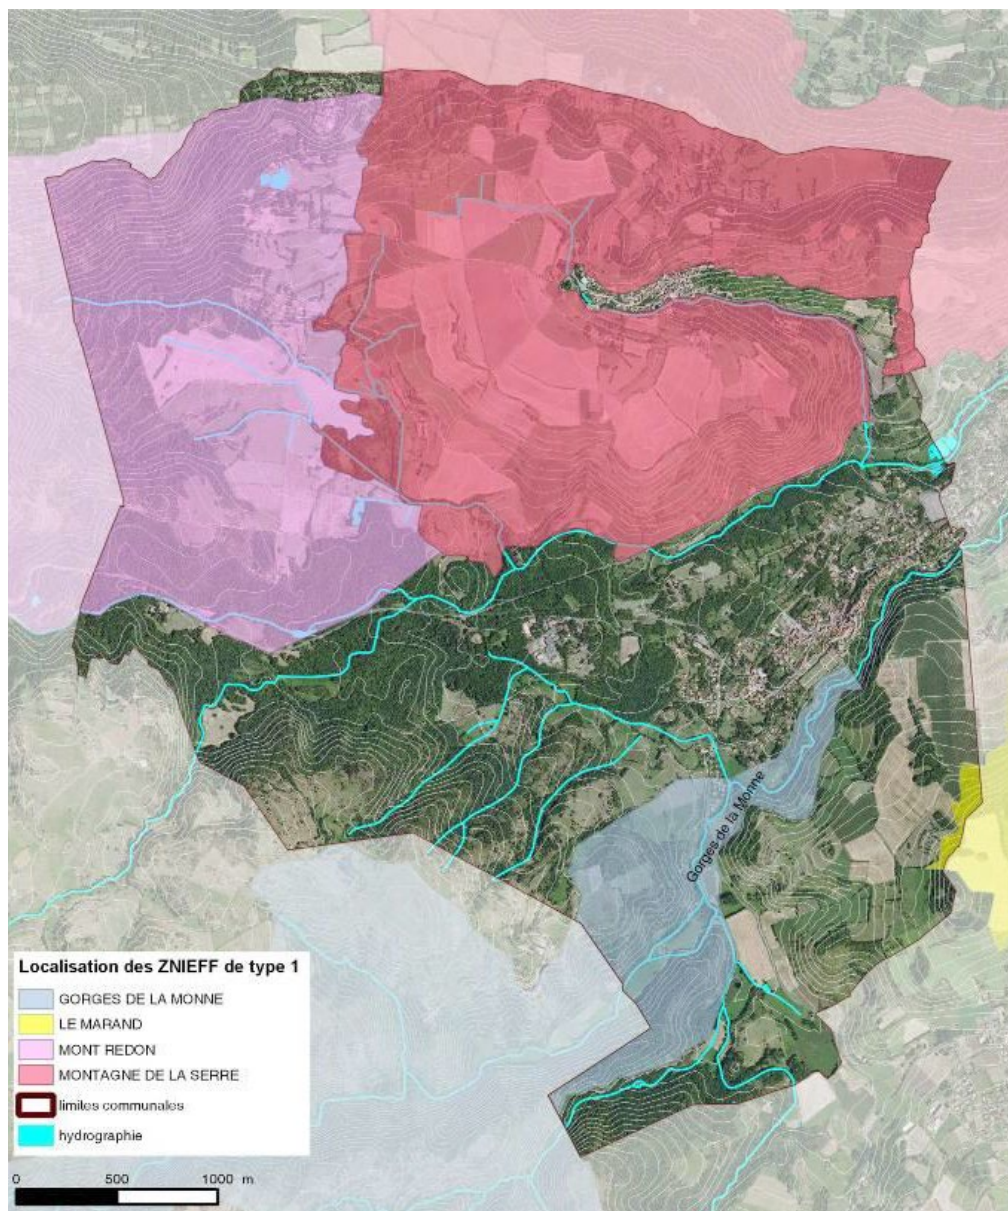 Gorges de la Monne
Localisation des ZNIEFF de type 1
GORGES DE LA MONNE
LE MARAND
MONT REDON
MONTAGNE DE LA SERRE
limites communales
hydrographie
0 500 1000 m